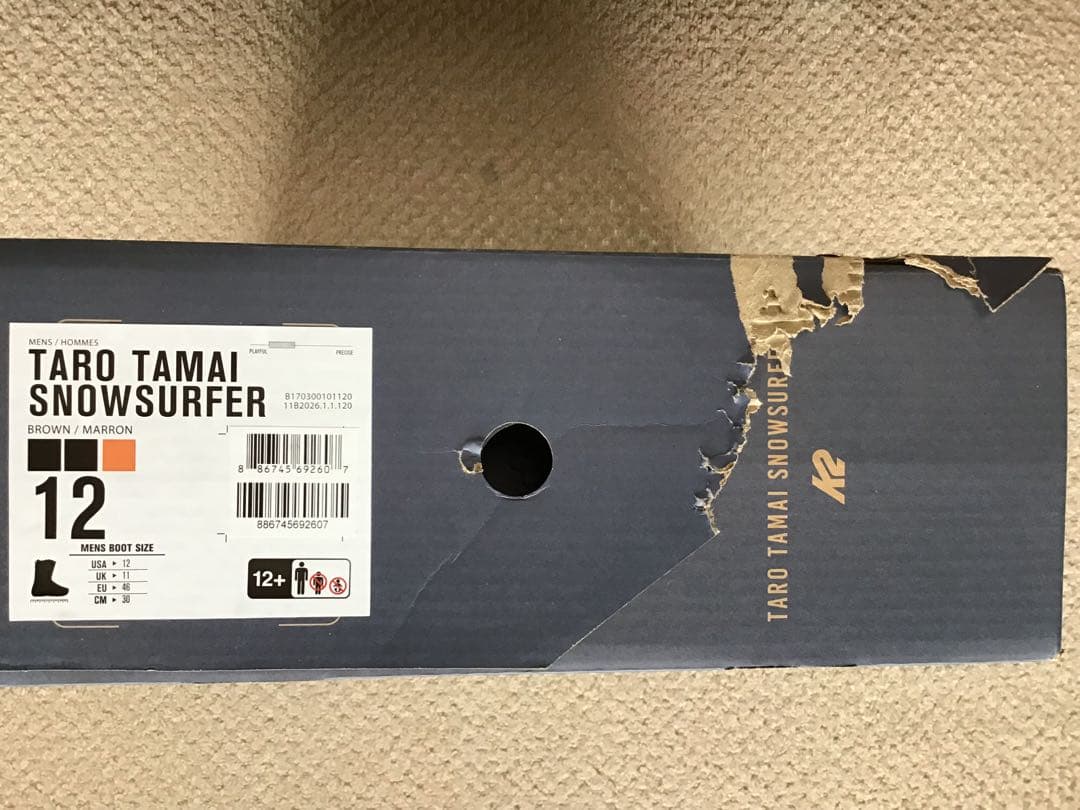 MENS / HOMMES
TARO TAMAI
SNOWSURFER
PLAYFUL
PRECISE
B170300101120
11B2026.1.1.120
BROWN / MARRON
8 86745 69260 7
12
886745692607
MENS BOOT SIZE
USA ▸ 12
UK ▸ 11
EU ▸ 46
CM ▸ 30
12+
TARO TAMAI SNOWSURFE
K2